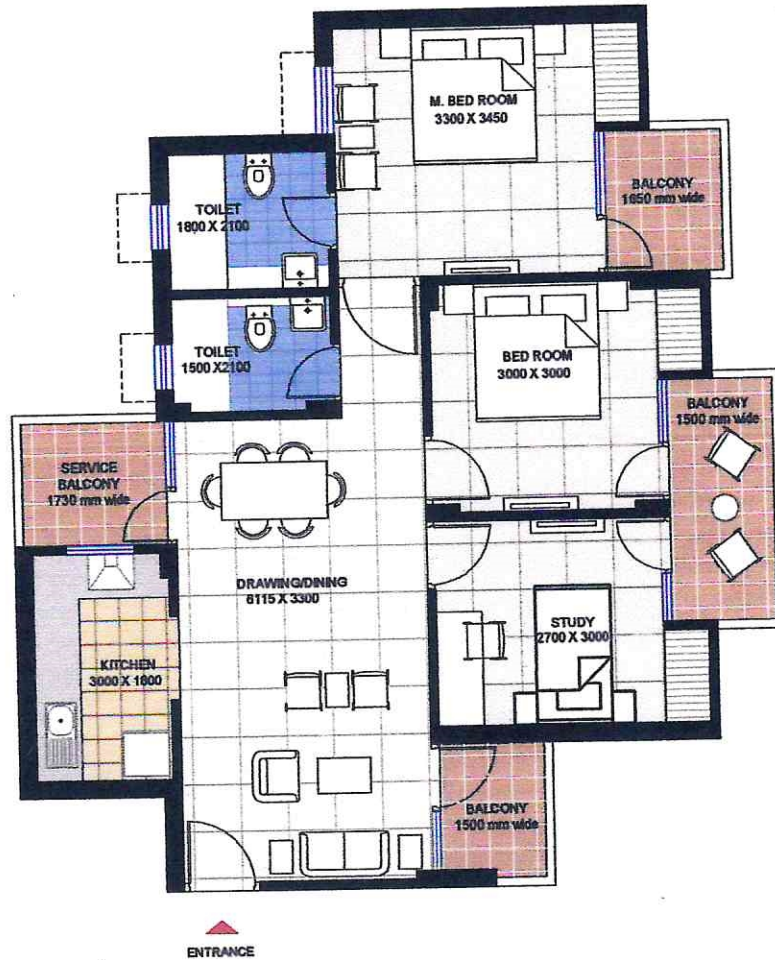 M. BED ROOM
3300 X 3450
BALCONY
1650 mm wide
TOILET
1800 X 2100
TOILET
1500 X2100
BED ROOM
3000 X 3000
BALCONY
1500 mm wide
SERVICE
BALCONY
1730 mm wide
DRAWING/DINING
6115 X 3300
STUDY
2700 X 3000
KITCHEN
3000 X 1800
BALCONY
1500 mm wide
ENTRANCE